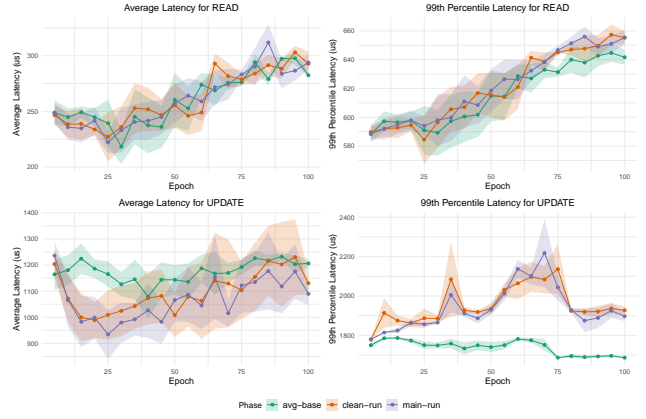 Average Latency for READ
Average Latency (us)
300
250
200
25
50
75
100
Epoch
99th Percentile Latency for READ
99th Percentile Latency (us)
660
640
620
600
580
25
50
75
100
Epoch
Average Latency for UPDATE
Average Latency (us)
1400
1300
1200
1100
1000
900
25
50
75
100
Epoch
99th Percentile Latency for UPDATE
99th Percentile Latency (us)
2400
2200
2000
1800
25
50
75
100
Epoch
Phase avg-base clean-run main-run